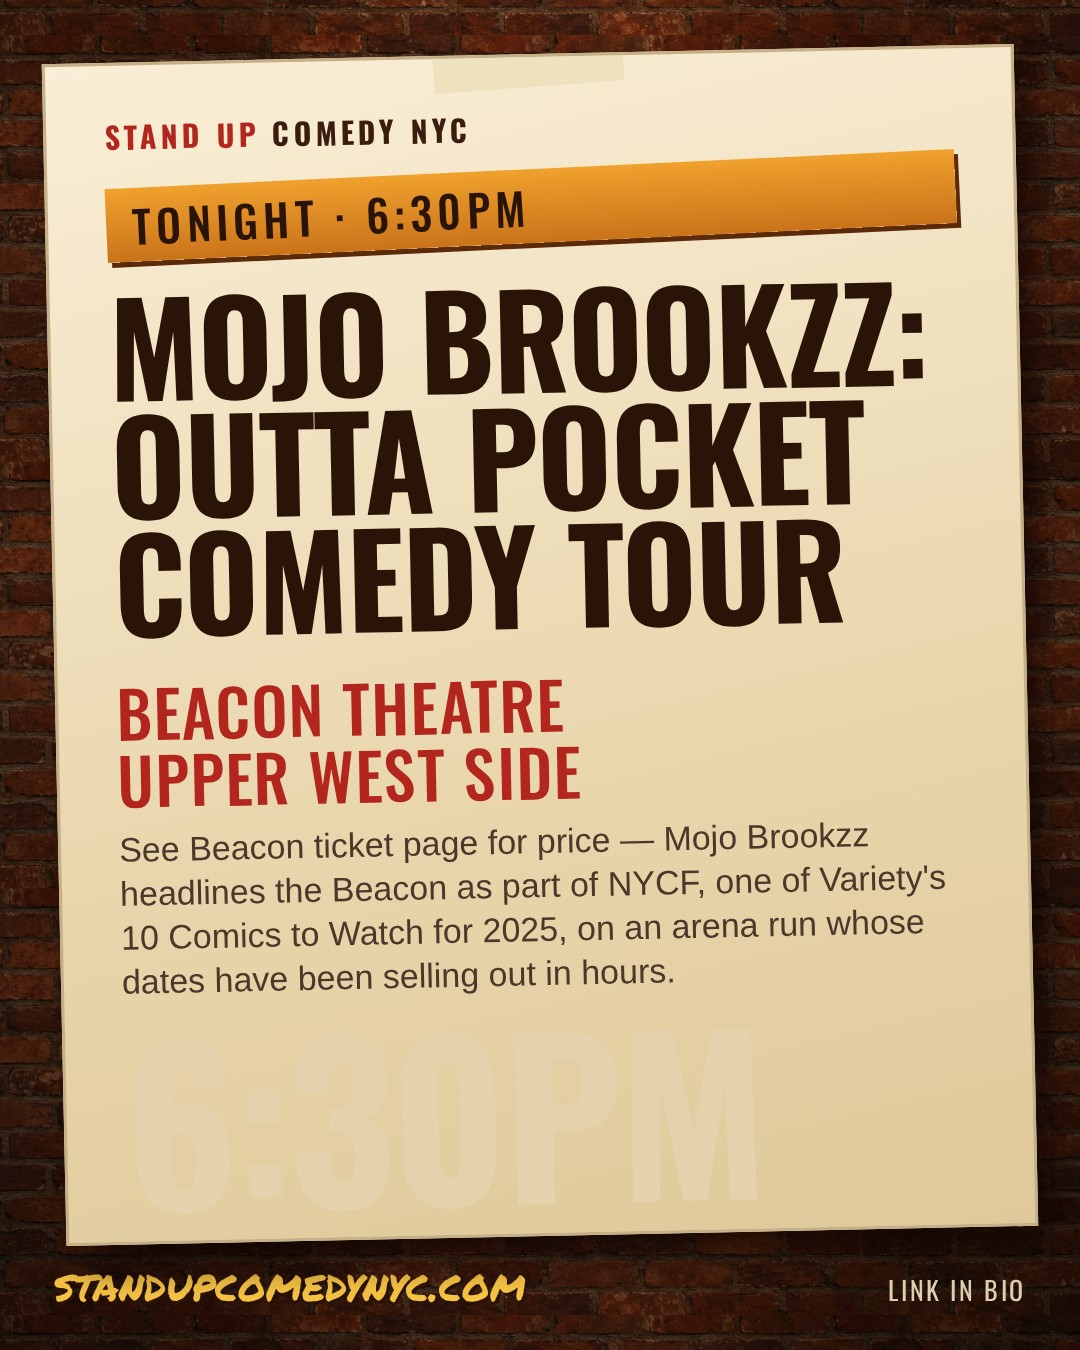 STAND UP COMEDY NYC
TONIGHT · 6:30PM
MOJO BROOKZZ:
OUTTA POCKET
COMEDY TOUR
BEACON THEATRE
UPPER WEST SIDE
See Beacon ticket page for price — Mojo Brookzz
headlines the Beacon as part of NYCF, one of Variety's
10 Comics to Watch for 2025, on an arena run whose
dates have been selling out in hours.
6:30PM
STANDUPCOMEDYNYC.COM
LINK IN BIO